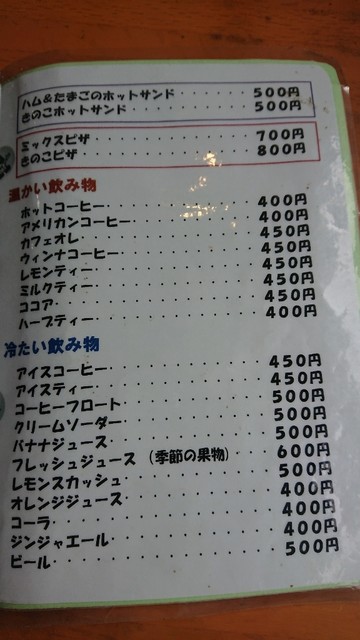 ハム&たまごのホットサンド・・・・・・・500円
きのこホットサンド・・・・・・・・・・500円
ミックスピザ・・・・・・・・・・・・700円
きのこピザ・・・・・・・・・・・・・800円
温かい飲み物
ホットコーヒー・・・・・・・・・・・400円
アメリカンコーヒー・・・・・・・・・400円
カフェオレ・・・・・・・・・・・・・450円
ウィンナコーヒー・・・・・・・・・・450円
レモンティー・・・・・・・・・・・・450円
ミルクティー・・・・・・・・・・・・450円
ココア・・・・・・・・・・・・・・・450円
ハーブティー・・・・・・・・・・・・400円
冷たい飲み物
アイスコーヒー・・・・・・・・・・・450円
アイスティー・・・・・・・・・・・・450円
コーヒーフロート・・・・・・・・・・500円
クリームソーダー・・・・・・・・・・500円
バナナジュース・・・・・・・・・・・500円
フレッシュジュース (季節の果物)・・・600円
レモンスカッシュ・・・・・・・・・・500円
オレンジジュース・・・・・・・・・・400円
コーラ・・・・・・・・・・・・・・・400円
ジンジャエール・・・・・・・・・・・400円
ビール・・・・・・・・・・・・・・・500円